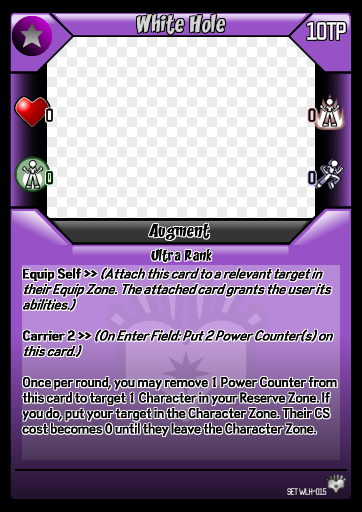 White Hole
10TP
0
0
0
0
Augment
Ultra Rank
Equip Self >> (Attach this card to a relevant target in
their Equip Zone. The attached card grants the user its
abilities.)
Carrier 2 >> (On Enter Field: Put 2 Power Counter(s) on
this card.)
Once per round, you may remove 1 Power Counter from
this card to target 1 Character in your Reserve Zone. If
you do, put your target in the Character Zone. Their CS
cost becomes 0 until they leave the Character Zone.
SET WLH-015